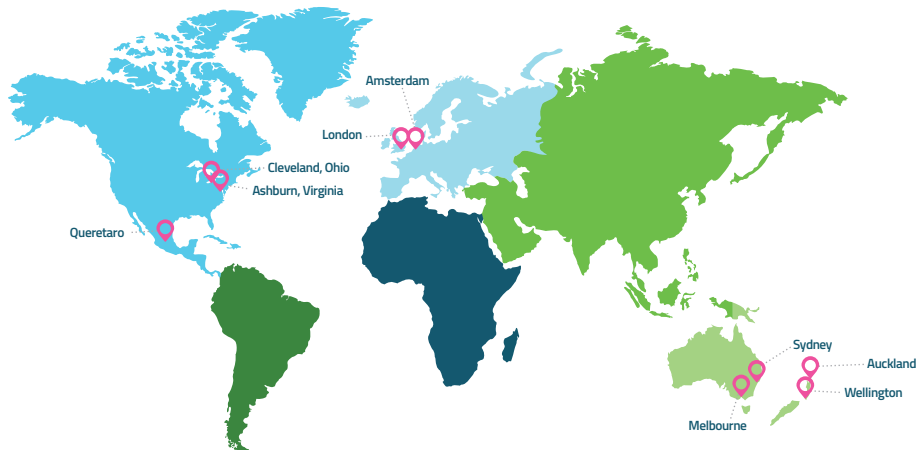 Amsterdam
London
Cleveland, Ohio
Ashburn, Virginia
Queretaro
Sydney
Auckland
Wellington
Melbourne